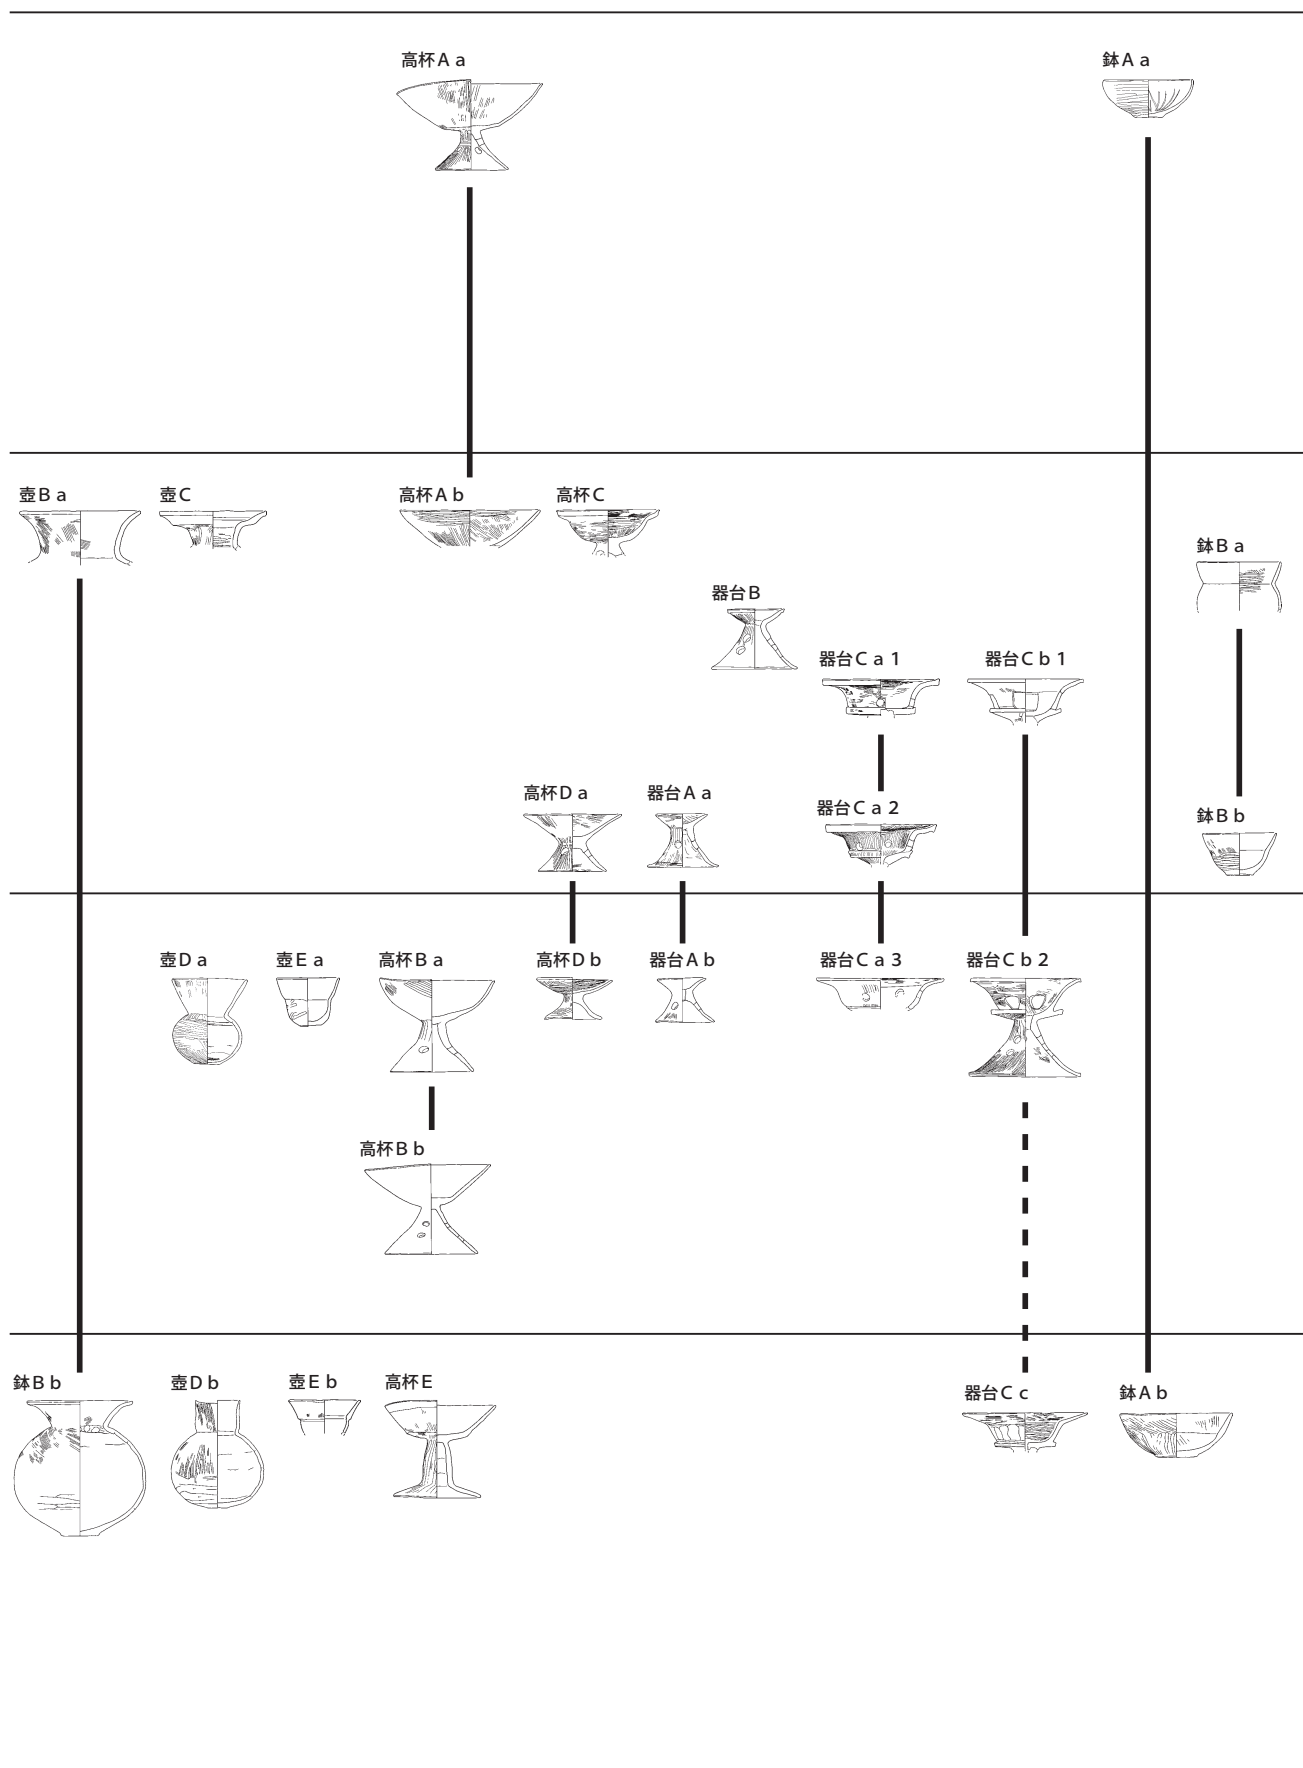 高杯Ａａ
鉢Ａａ
壺Ｂａ
壺Ｃ
高杯Ａｂ
高杯Ｃ
鉢Ｂａ
器台Ｂ
器台Ｃａ１
器台Ｃｂ１
高杯Ｄａ
器台Ａａ
器台Ｃａ２
鉢Ｂｂ
壺Ｄａ
壺Ｅａ
高杯Ｂａ
高杯Ｄｂ
器台Ａｂ
器台Ｃａ３
器台Ｃｂ２
高杯Ｂｂ
鉢Ｂｂ
壺Ｄｂ
壺Ｅｂ
高杯Ｅ
器台Ｃｃ
鉢Ａｂ